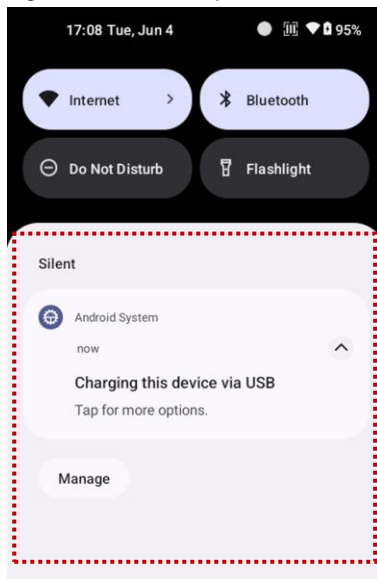 17:08 Tue, Jun 4 95%
Internet Bluetooth
Do Not Disturb Flashlight
Silent
Android System
now
Charging this device via USB
Tap for more options.
Manage